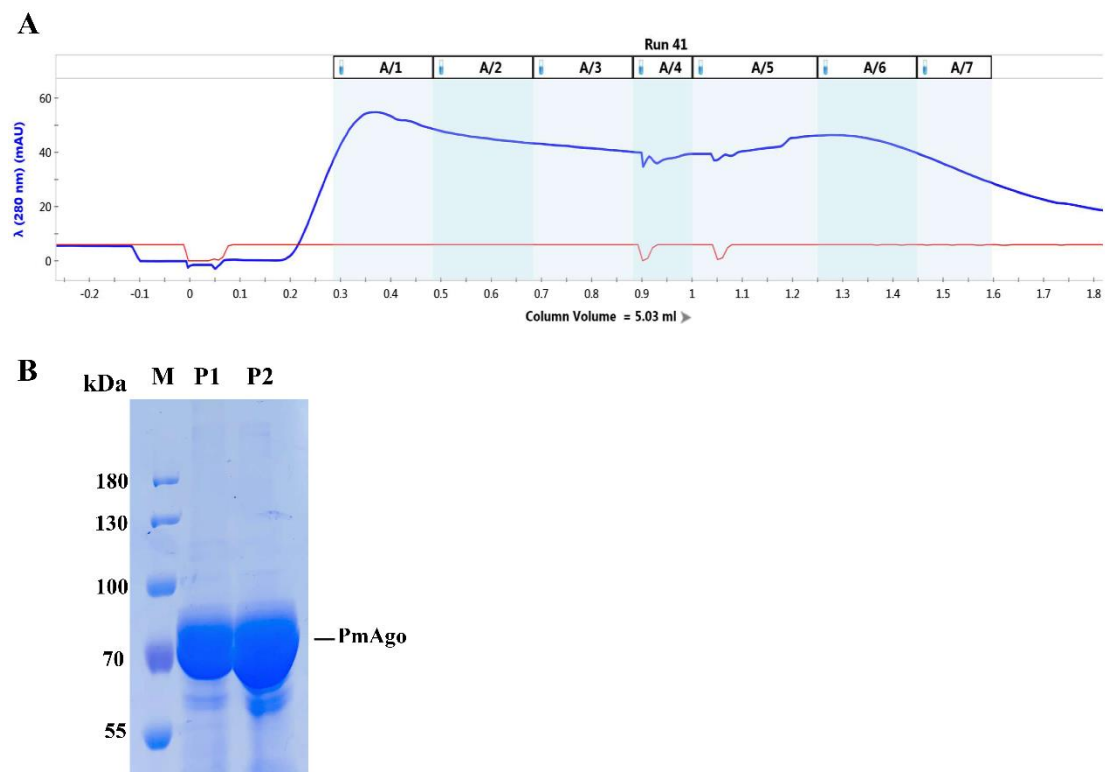 A
Run 41
A/1 A/2 A/3 A/4 A/5 A/6 A/7
λ (280 nm) (mAU)
60
40
20
0
-0.2 -0.1 0 0.1 0.2 0.3 0.4 0.5 0.6 0.7 0.8 0.9 1 1.1 1.2 1.3 1.4 1.5 1.6 1.7 1.8
Column Volume = 5.03 ml
B
kDa M P1 P2
180
130
100
PmAgo
70
55